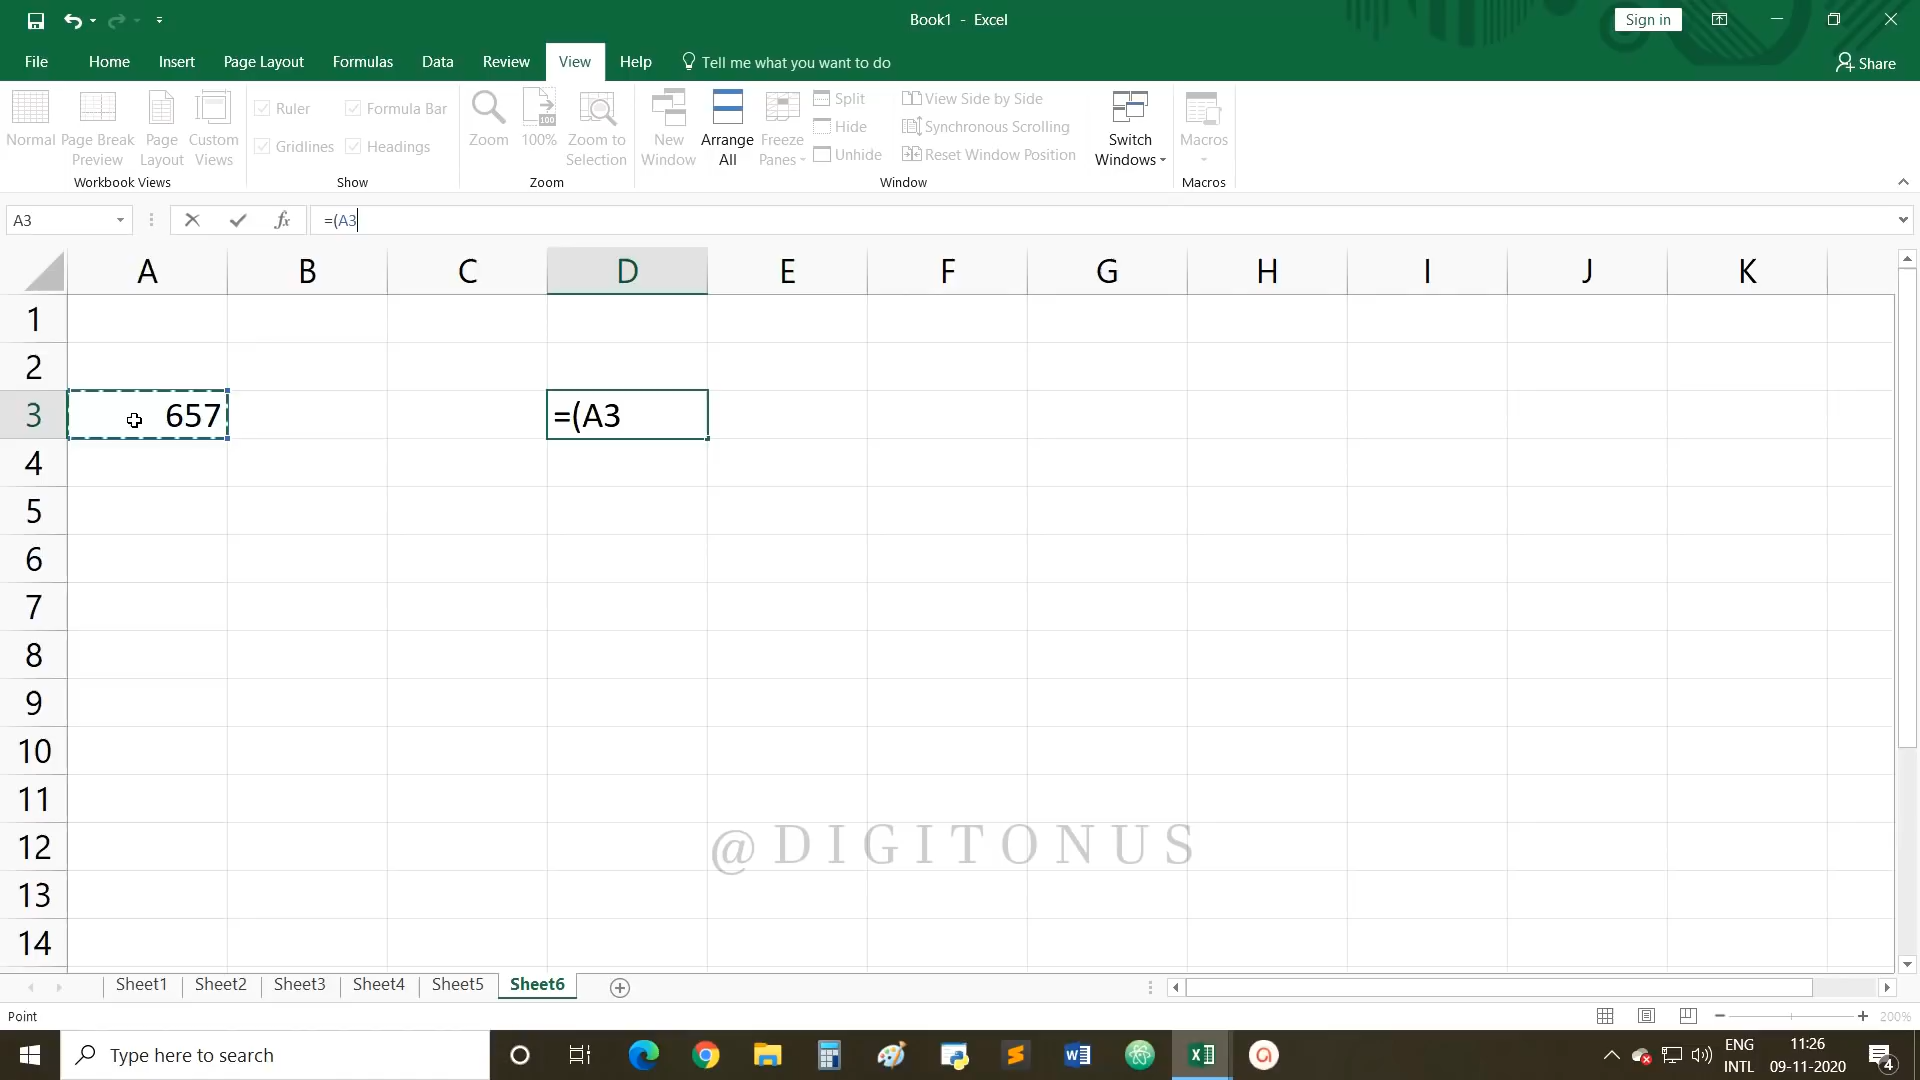 Book1 - Excel
Sign in
File Home Insert Page Layout Formulas Data Review View Help Tell me what you want to do
Share
Normal
Page Break Preview
Page Layout
Custom Views
Workbook Views
Ruler
Formula Bar
Gridlines
Headings
Show
Zoom
100
100%
Zoom to Selection
Zoom
New Window
Arrange All
Freeze Panes
Split
Hide
Unhide
View Side by Side
Synchronous Scrolling
Reset Window Position
Window
Switch Windows
Macros
Macros
A3
fx
=(A3
A B C D E F G H I J K
1
2
3 657 =(A3
4
5
6
7
8
9
10
11
12
@DIGITONUS
13
14
Sheet1 Sheet2 Sheet3 Sheet4 Sheet5 Sheet6
Point
200%
Type here to search
ENG
INTL
11:26
09-11-2020
4